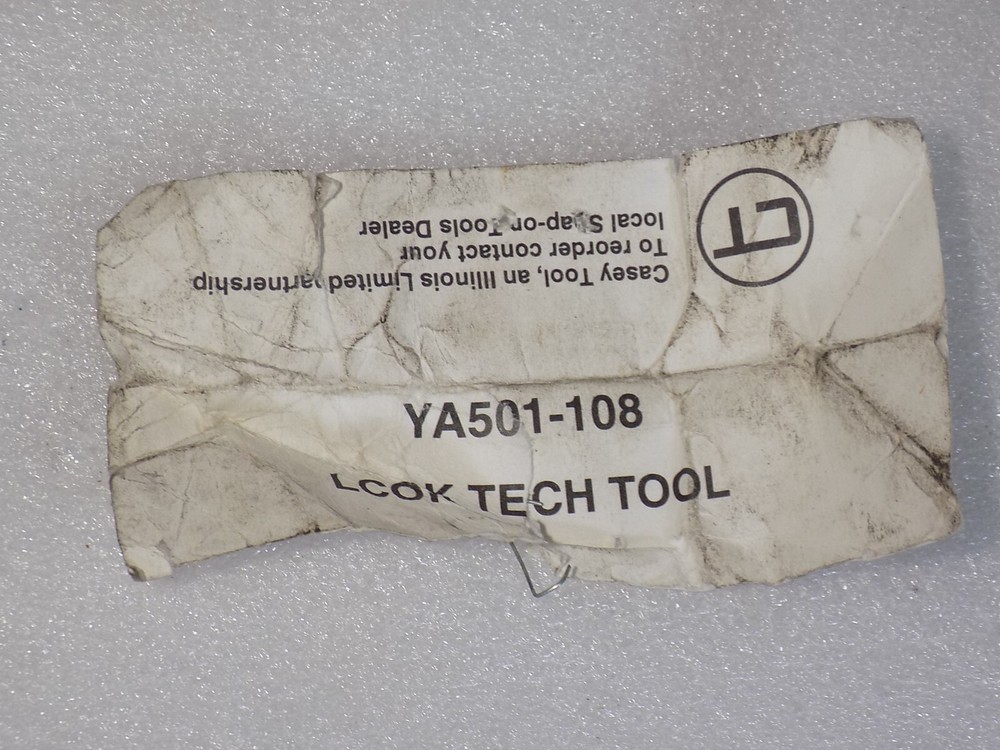 YA501-108
LCOK TECH TOOL
CT
Casey Tool, an Illinois Limited Partnership
To reorder contact your
local Snap-on Tools Dealer